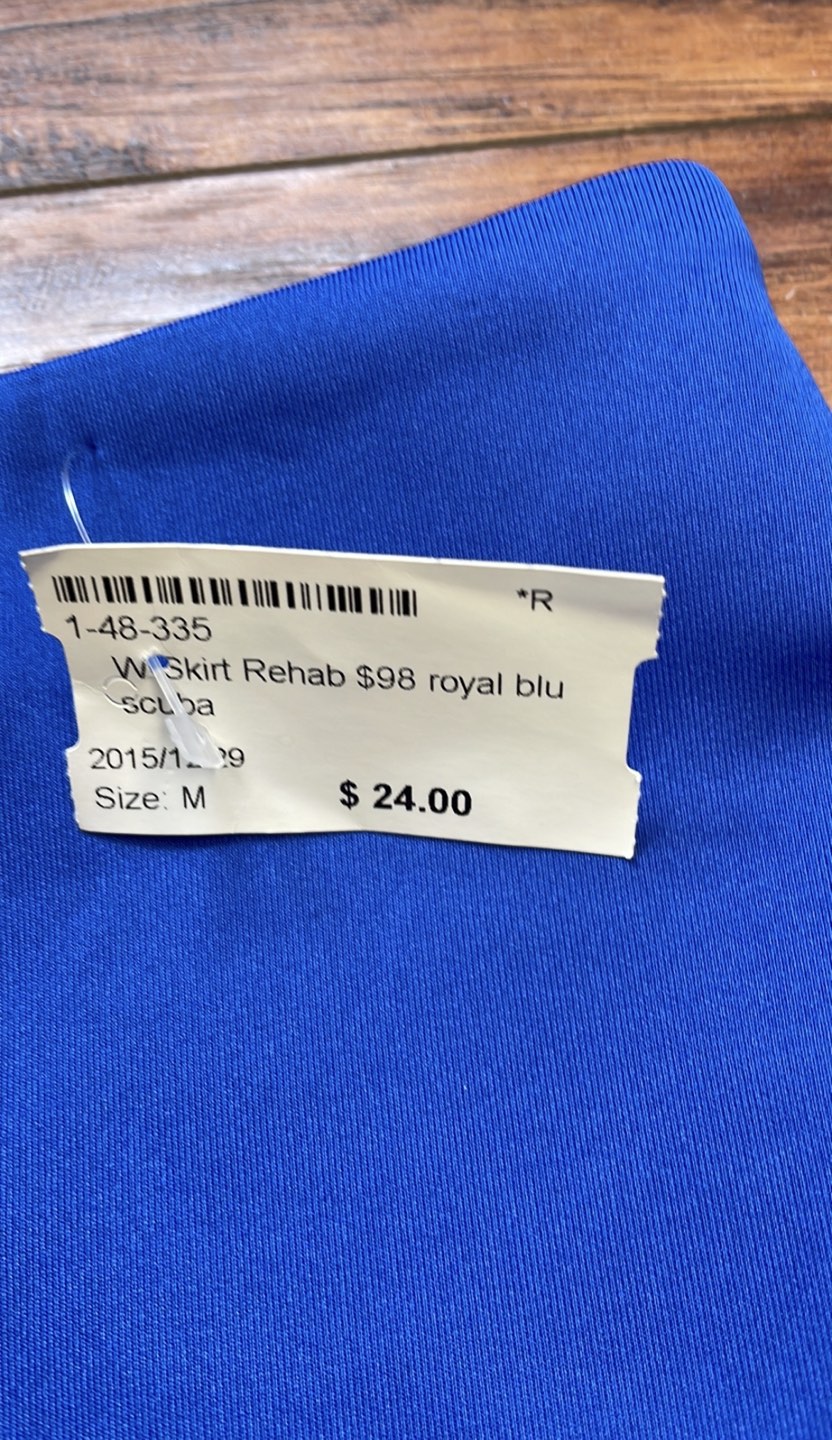 *R
1-48-335
W Skirt Rehab $98 royal blu
scuba
Size: M $ 24.00